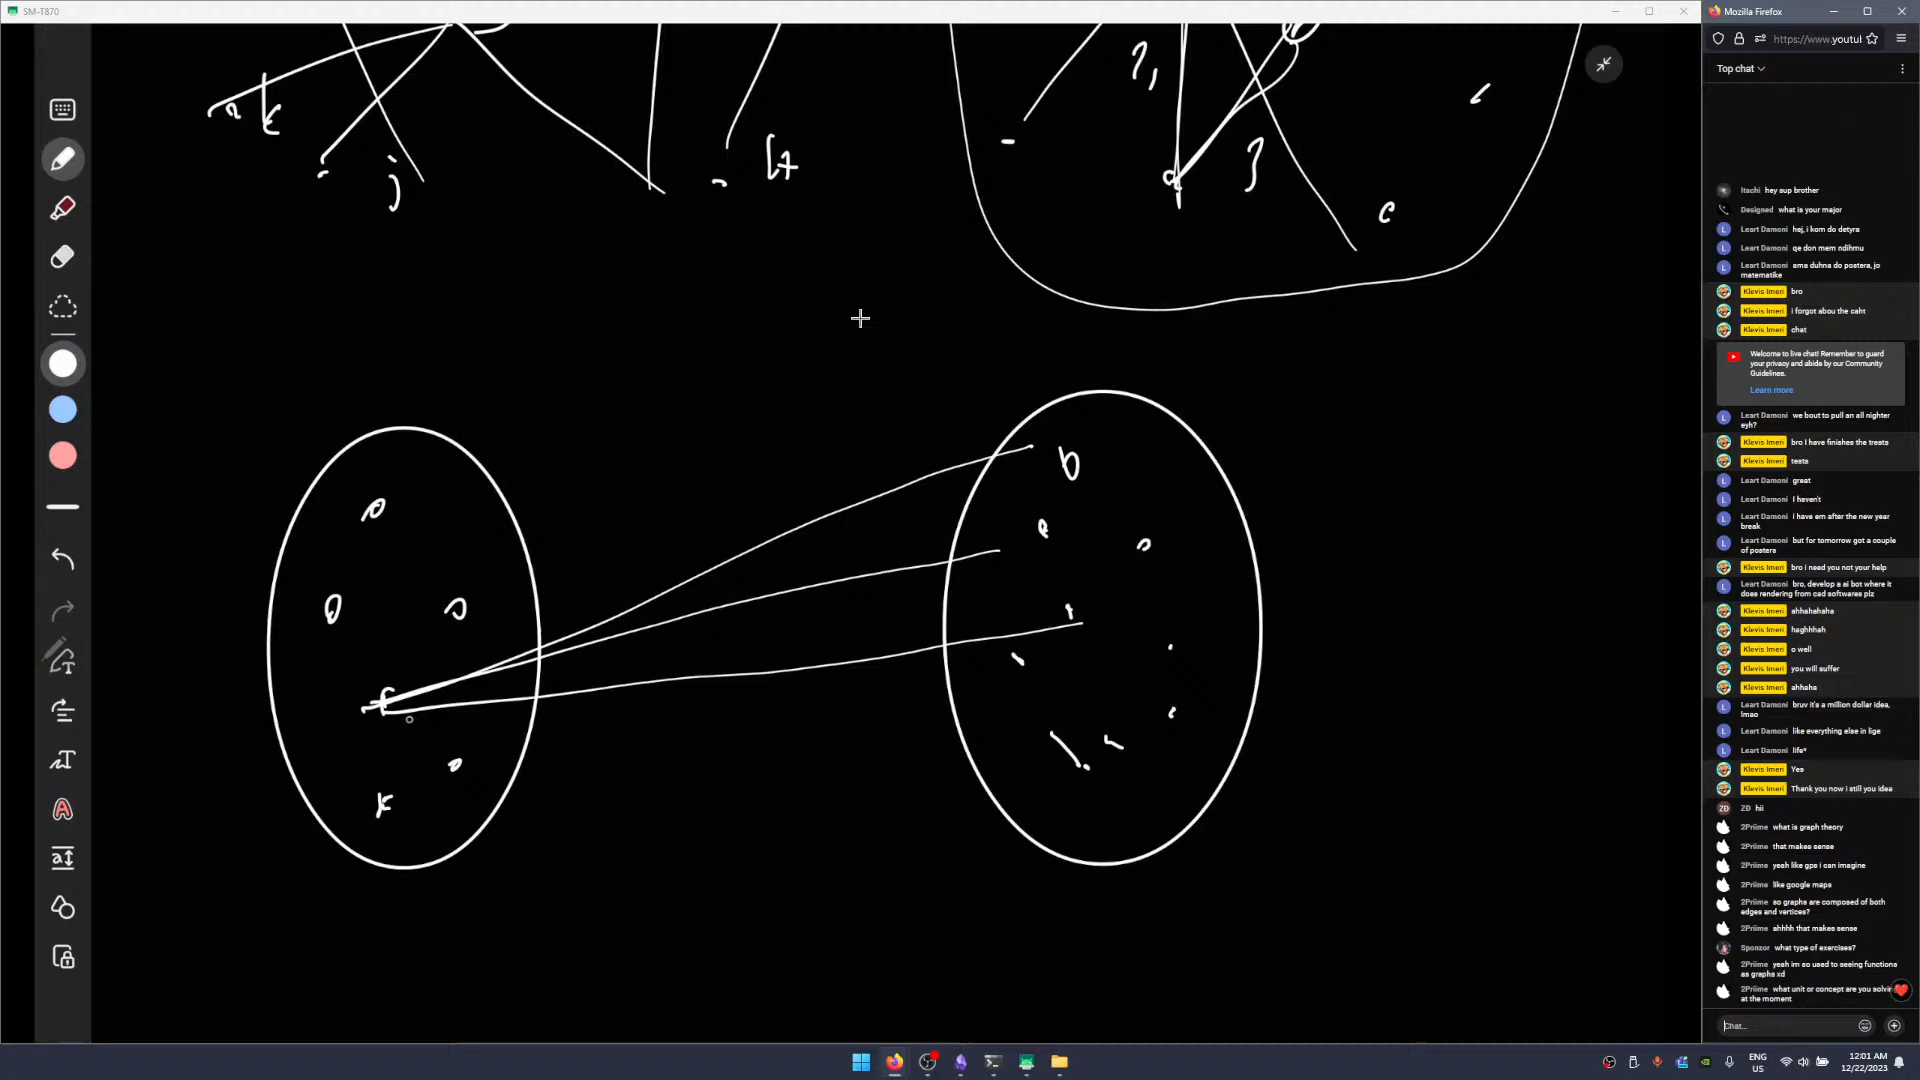 SM-T870
Mozilla Firefox
https://www.youtul
Top chat
k
j
c
b
f
k
Itachi hey sup brother
Designed what is your major
Leart Damoni hej, i kom do detyra
Leart Damoni qe don mem ndihmu
Leart Damoni ama duhna do postera, jo
matematike
Klevis Imeri bro
Klevis Imeri i forgot abou the caht
Klevis Imeri chat
Welcome to live chat! Remember to guard
your privacy and abide by our Community
Guidelines.
Learn more
Leart Damoni we bout to pull an all nighter
eyh?
Klevis Imeri bro I have finishes the treats
Klevis Imeri tests
Leart Damoni great
Leart Damoni I haven't
Leart Damoni i have em after the new year
break
Leart Damoni but for tomorrow got a couple
of posters
Klevis Imeri bro i need you not your help
Leart Damoni bro, develop a ai bot where it
does rendering from cad softwares plz
Klevis Imeri ahhahahaha
Klevis Imeri haghhhah
Klevis Imeri o well
Klevis Imeri you will suffer
Klevis Imeri ahhaha
Leart Damoni bruv it's a million dollar idea,
lmao
Leart Damoni like everything else in lige
Leart Damoni life*
Klevis Imeri Yea
Klevis Imeri Thank you now i still you idea
ZD hii
2Priime what is graph theory
2Priime that makes sense
2Priime yeah like gps i can imagine
2Priime like google maps
2Priime so graphs are composed of both
edges and vertices?
2Priime ahhhh that makes sense
Sponzor what type of exercises?
2Priime yeah im so used to seeing functions
as graphs xd
2Priime what unit or concept are you solvin
at the moment
Chat...
ENG
US
12:01 AM
12/22/2023